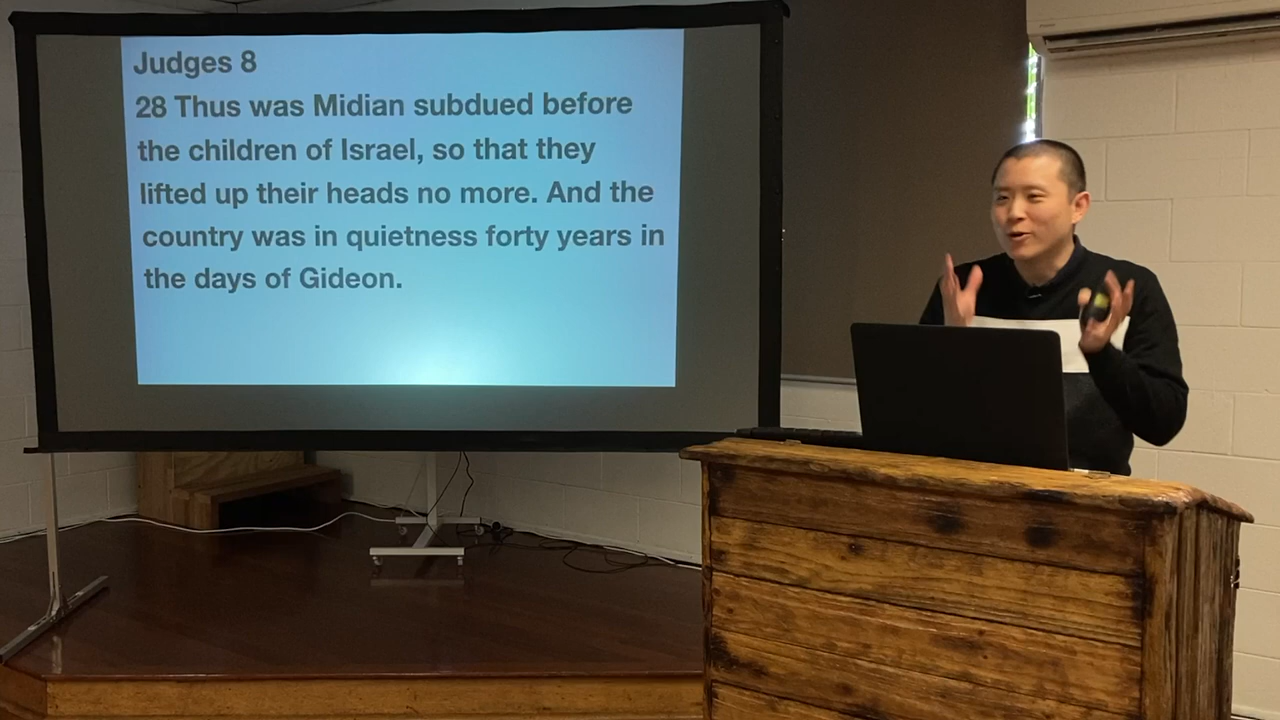 Judges 8
28 Thus was Midian subdued before
the children of Israel, so that they
lifted up their heads no more. And the
country was in quietness forty years in
the days of Gideon.